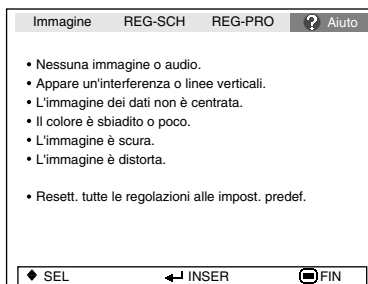 Immagine REG-SCH REG-PRO ? Aiuto
• Nessuna immagine o audio.
• Appare un'interferenza o linee verticali.
• L'immagine dei dati non è centrata.
• Il colore è sbiadito o poco.
• L'immagine è scura.
• L'immagine è distorta.
• Resett. tutte le regolazioni alle impost. predef.
SEL INSER FIN